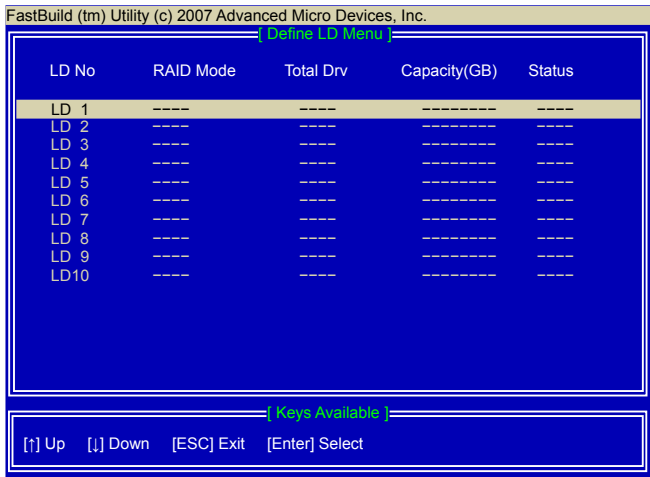 FastBuild (tm) Utility (c) 2007 Advanced Micro Devices, Inc.
[ Define LD Menu ]
LD No RAID Mode Total Drv Capacity(GB) Status
LD 1 ---- ---- -------- ----
LD 2 ---- ---- -------- ----
LD 3 ---- ---- -------- ----
LD 4 ---- ---- -------- ----
LD 5 ---- ---- -------- ----
LD 6 ---- ---- -------- ----
LD 7 ---- ---- -------- ----
LD 8 ---- ---- -------- ----
LD 9 ---- ---- -------- ----
LD10 ---- ---- -------- ----
[ Keys Available ]
[↑] Up [↓] Down [ESC] Exit [Enter] Select